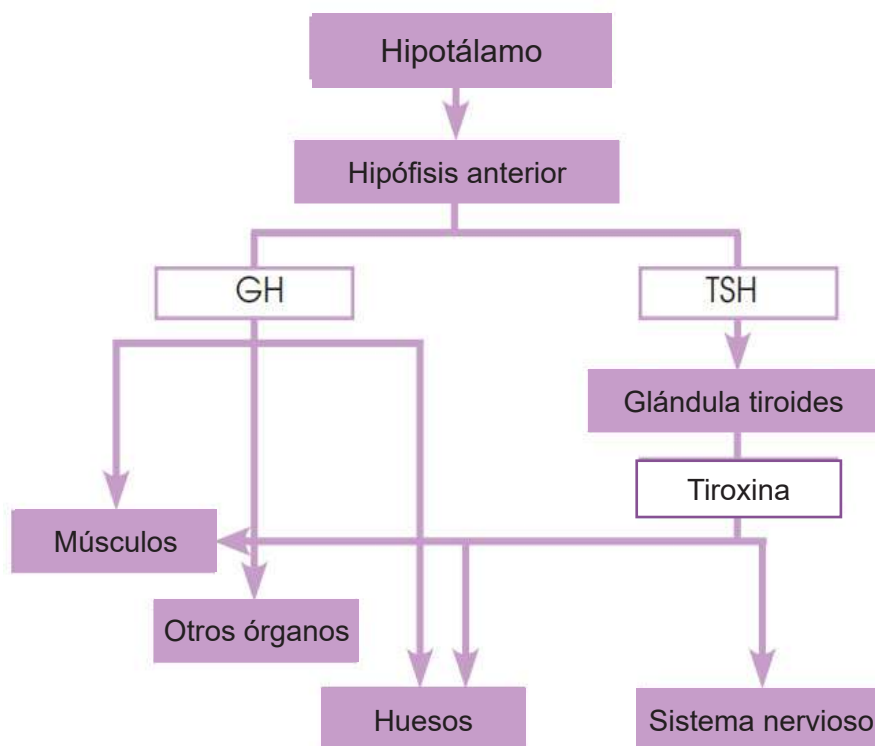 Hipotálamo
Hipófisis anterior
GH
TSH
Glándula tiroides
Tiroxina
Músculos
Otros órganos
Huesos
Sistema nervioso